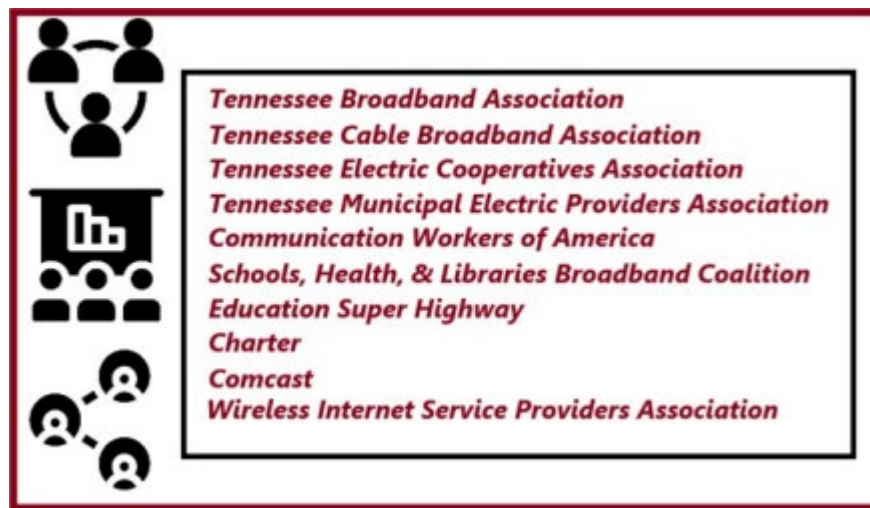 Tennessee Broadband Association
Tennessee Cable Broadband Association
Tennessee Electric Cooperatives Association
Tennessee Municipal Electric Providers Association
Communication Workers of America
Schools, Health, & Libraries Broadband Coalition
Education Super Highway
Charter
Comcast
Wireless Internet Service Providers Association